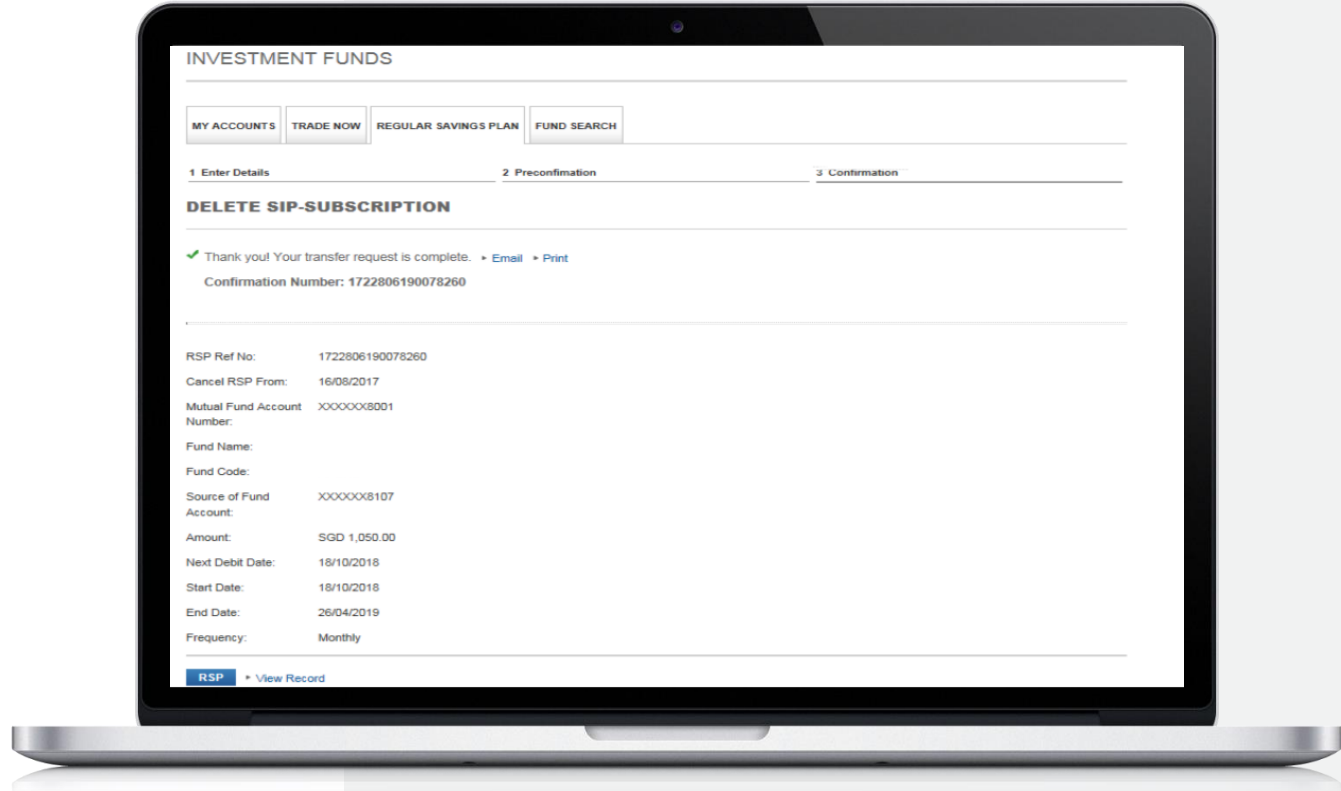 INVESTMENT FUNDS
MY ACCOUNTS TRADE NOW REGULAR SAVINGS PLAN FUND SEARCH
1 Enter Details 2 Preconfimation 3 Confirmation
DELETE SIP-SUBSCRIPTION
Thank you! Your transfer request is complete. Email Print
Confirmation Number: 1722806190078260
RSP Ref No: 1722806190078260
Cancel RSP From: 16/08/2017
Mutual Fund Account XXXXXX8001
Number:
Fund Name:
Fund Code:
Source of Fund XXXXXX8107
Account:
Amount: SGD 1,050.00
Next Debit Date: 18/10/2018
Start Date: 18/10/2018
End Date: 26/04/2019
Frequency: Monthly
RSP View Record